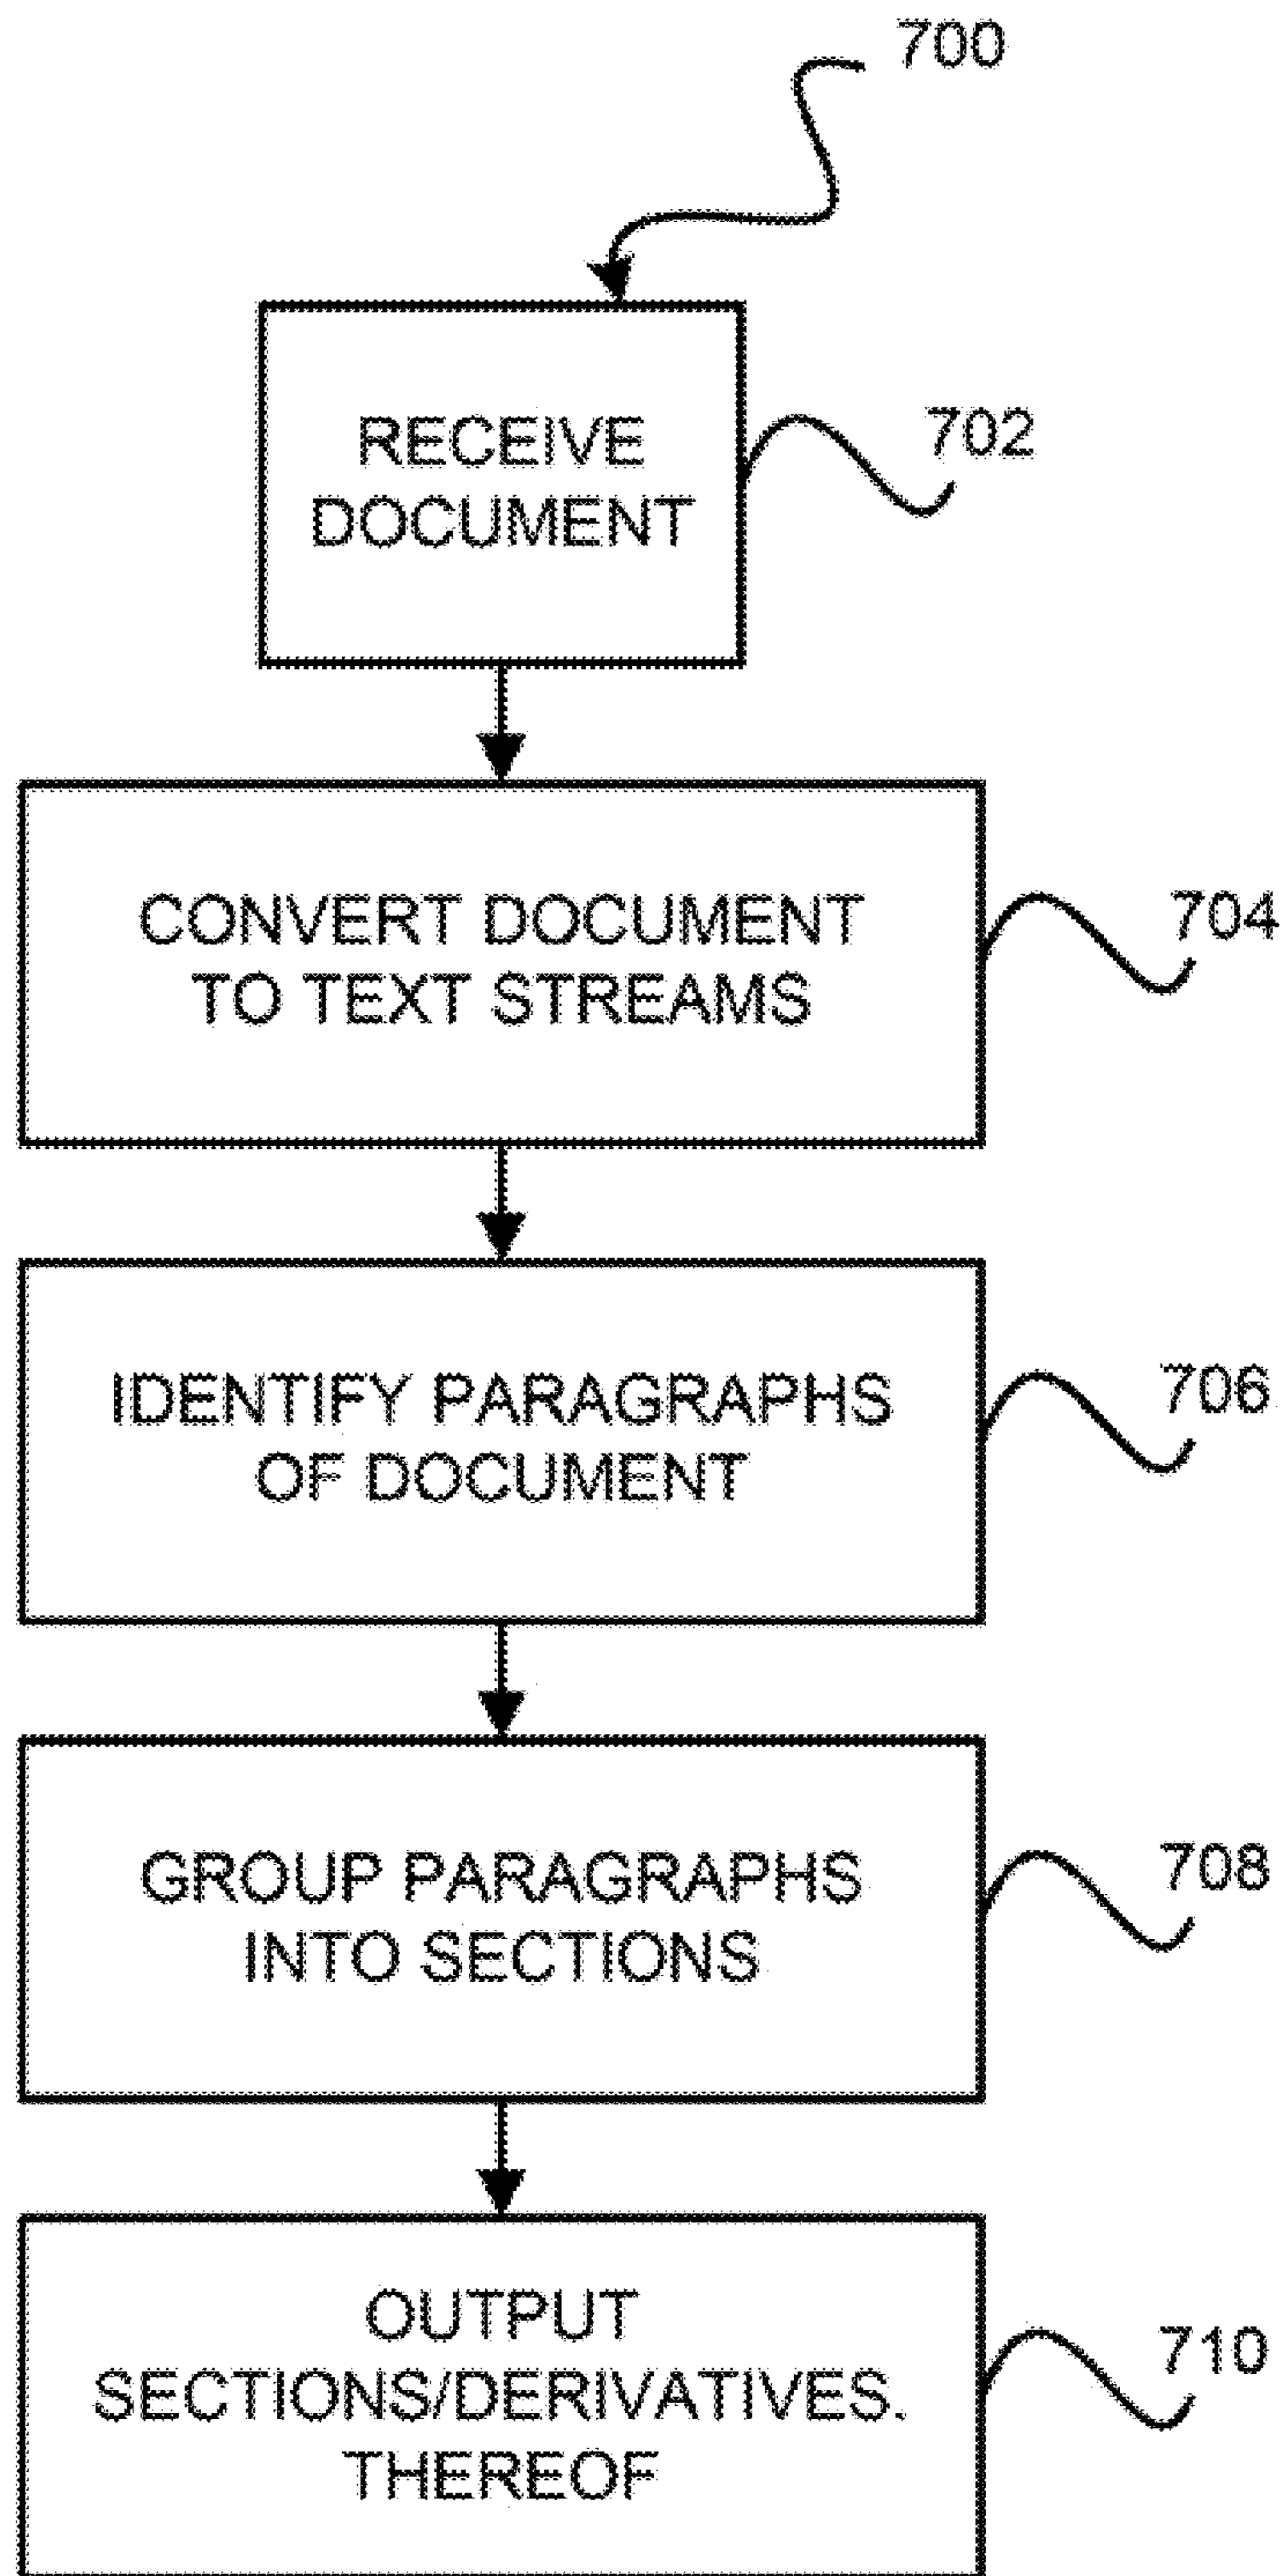 700
RECEIVE
DOCUMENT
702
CONVERT DOCUMENT
TO TEXT STREAMS
704
IDENTIFY PARAGRAPHS
OF DOCUMENT
706
GROUP PARAGRAPHS
INTO SECTIONS
708
OUTPUT
SECTIONS/DERIVATIVES.
THEREOF
710